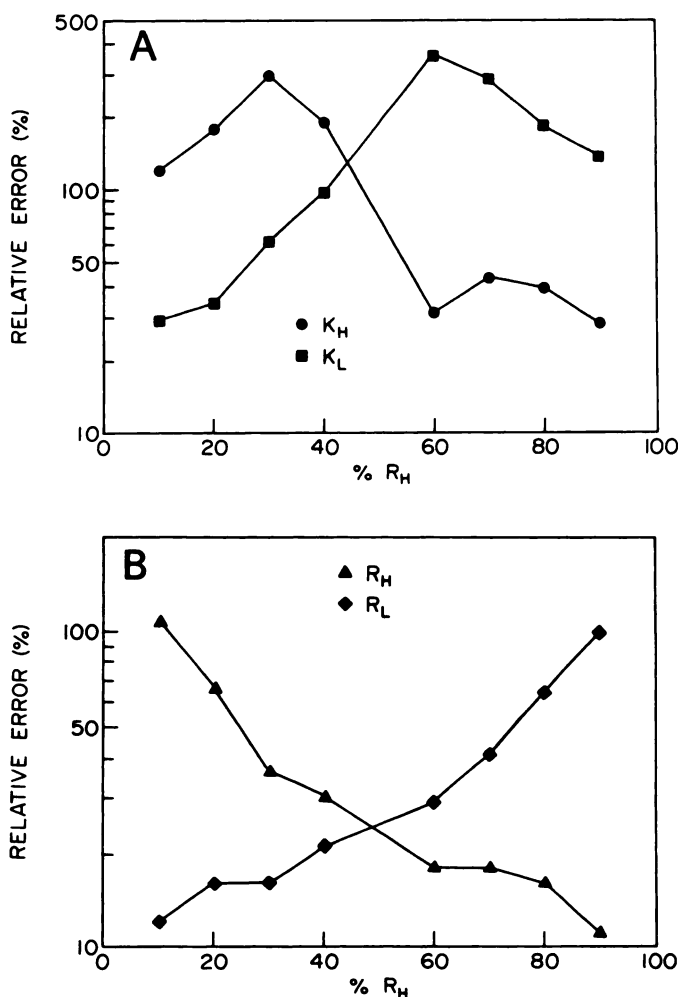 A
RELATIVE ERROR (%)
500
100
50
10
K_H
K_L
0 20 40 60 80 100
% R_H
B
RELATIVE ERROR (%)
R_H
R_L
100
50
10
0 20 40 60 80 100
% R_H